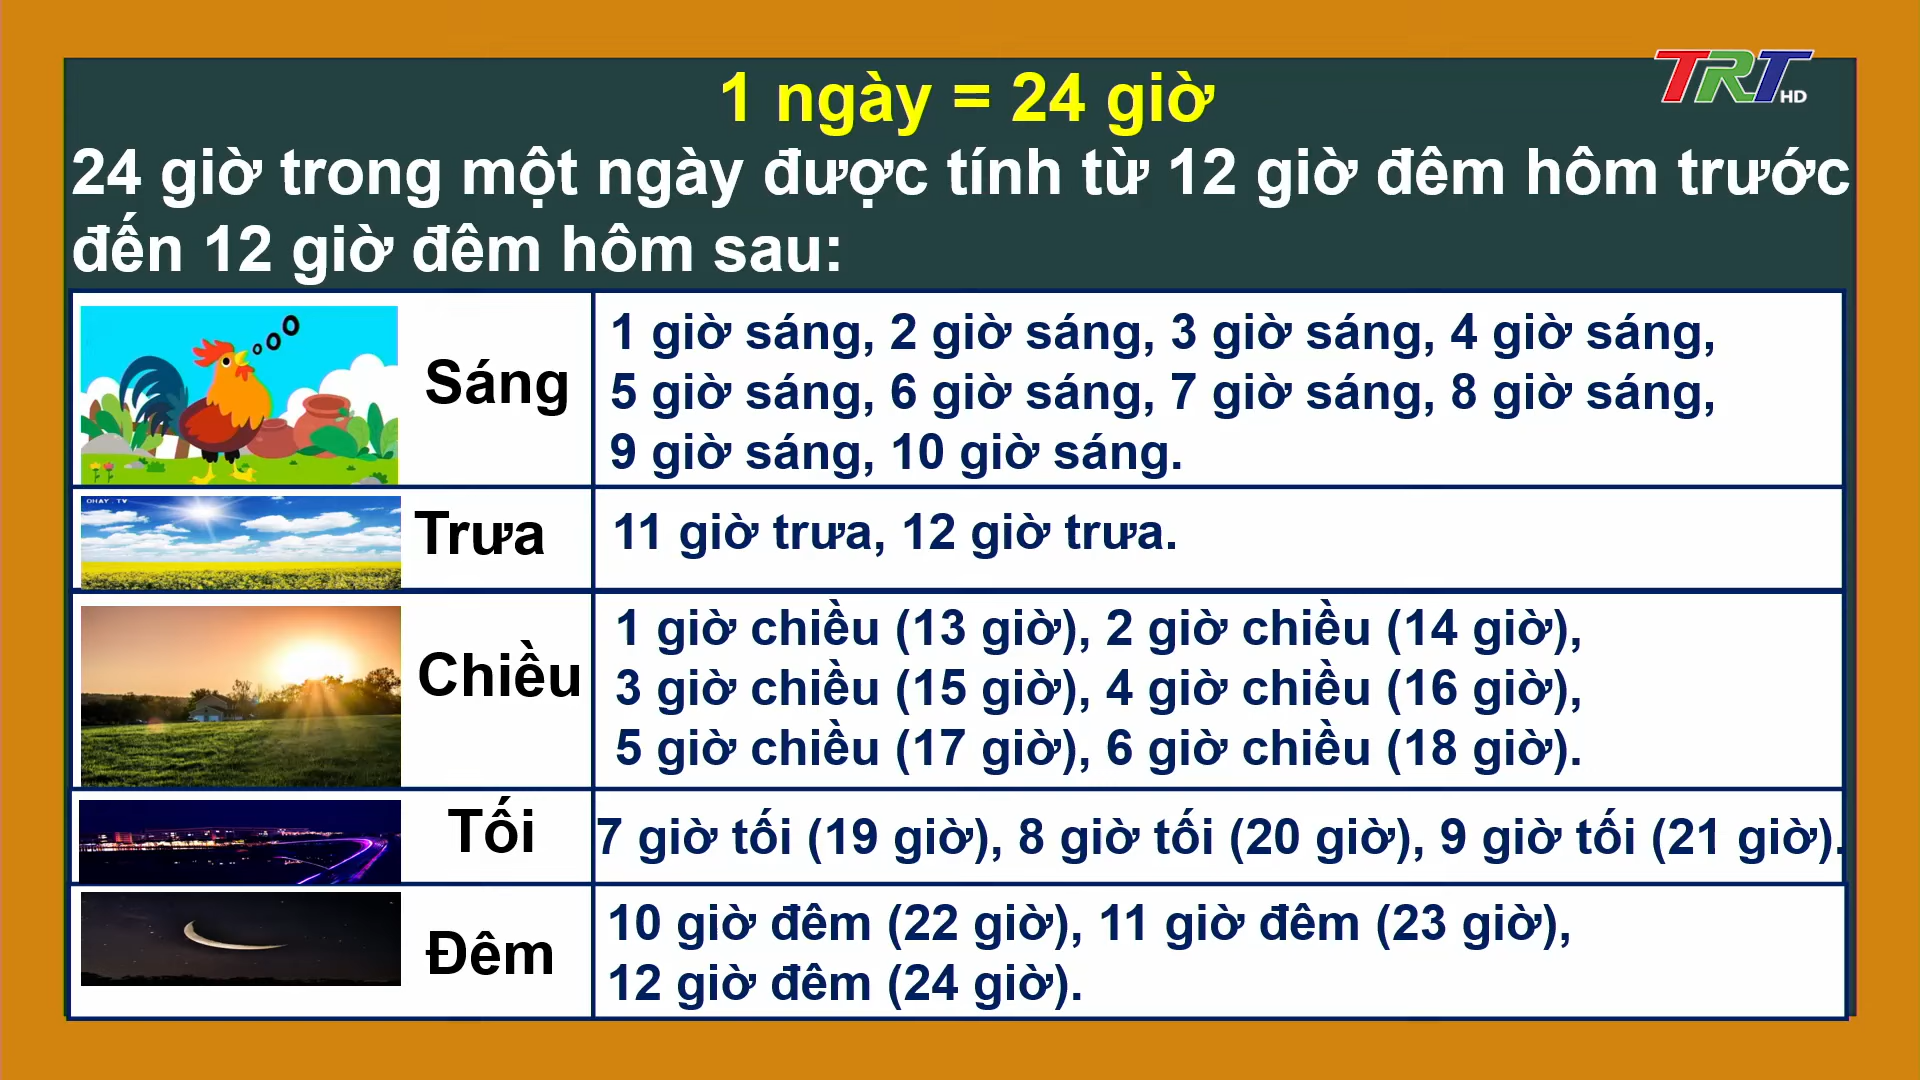 TRT HD
1 ngày = 24 giờ
24 giờ trong một ngày được tính từ 12 giờ đêm hôm trước
đến 12 giờ đêm hôm sau:
Sáng
1 giờ sáng, 2 giờ sáng, 3 giờ sáng, 4 giờ sáng,
5 giờ sáng, 6 giờ sáng, 7 giờ sáng, 8 giờ sáng,
9 giờ sáng, 10 giờ sáng.
OHAY.TV
Trưa
11 giờ trưa, 12 giờ trưa.
Chiều
1 giờ chiều (13 giờ), 2 giờ chiều (14 giờ),
3 giờ chiều (15 giờ), 4 giờ chiều (16 giờ),
5 giờ chiều (17 giờ), 6 giờ chiều (18 giờ).
Tối
7 giờ tối (19 giờ), 8 giờ tối (20 giờ), 9 giờ tối (21 giờ).
Đêm
10 giờ đêm (22 giờ), 11 giờ đêm (23 giờ),
12 giờ đêm (24 giờ).